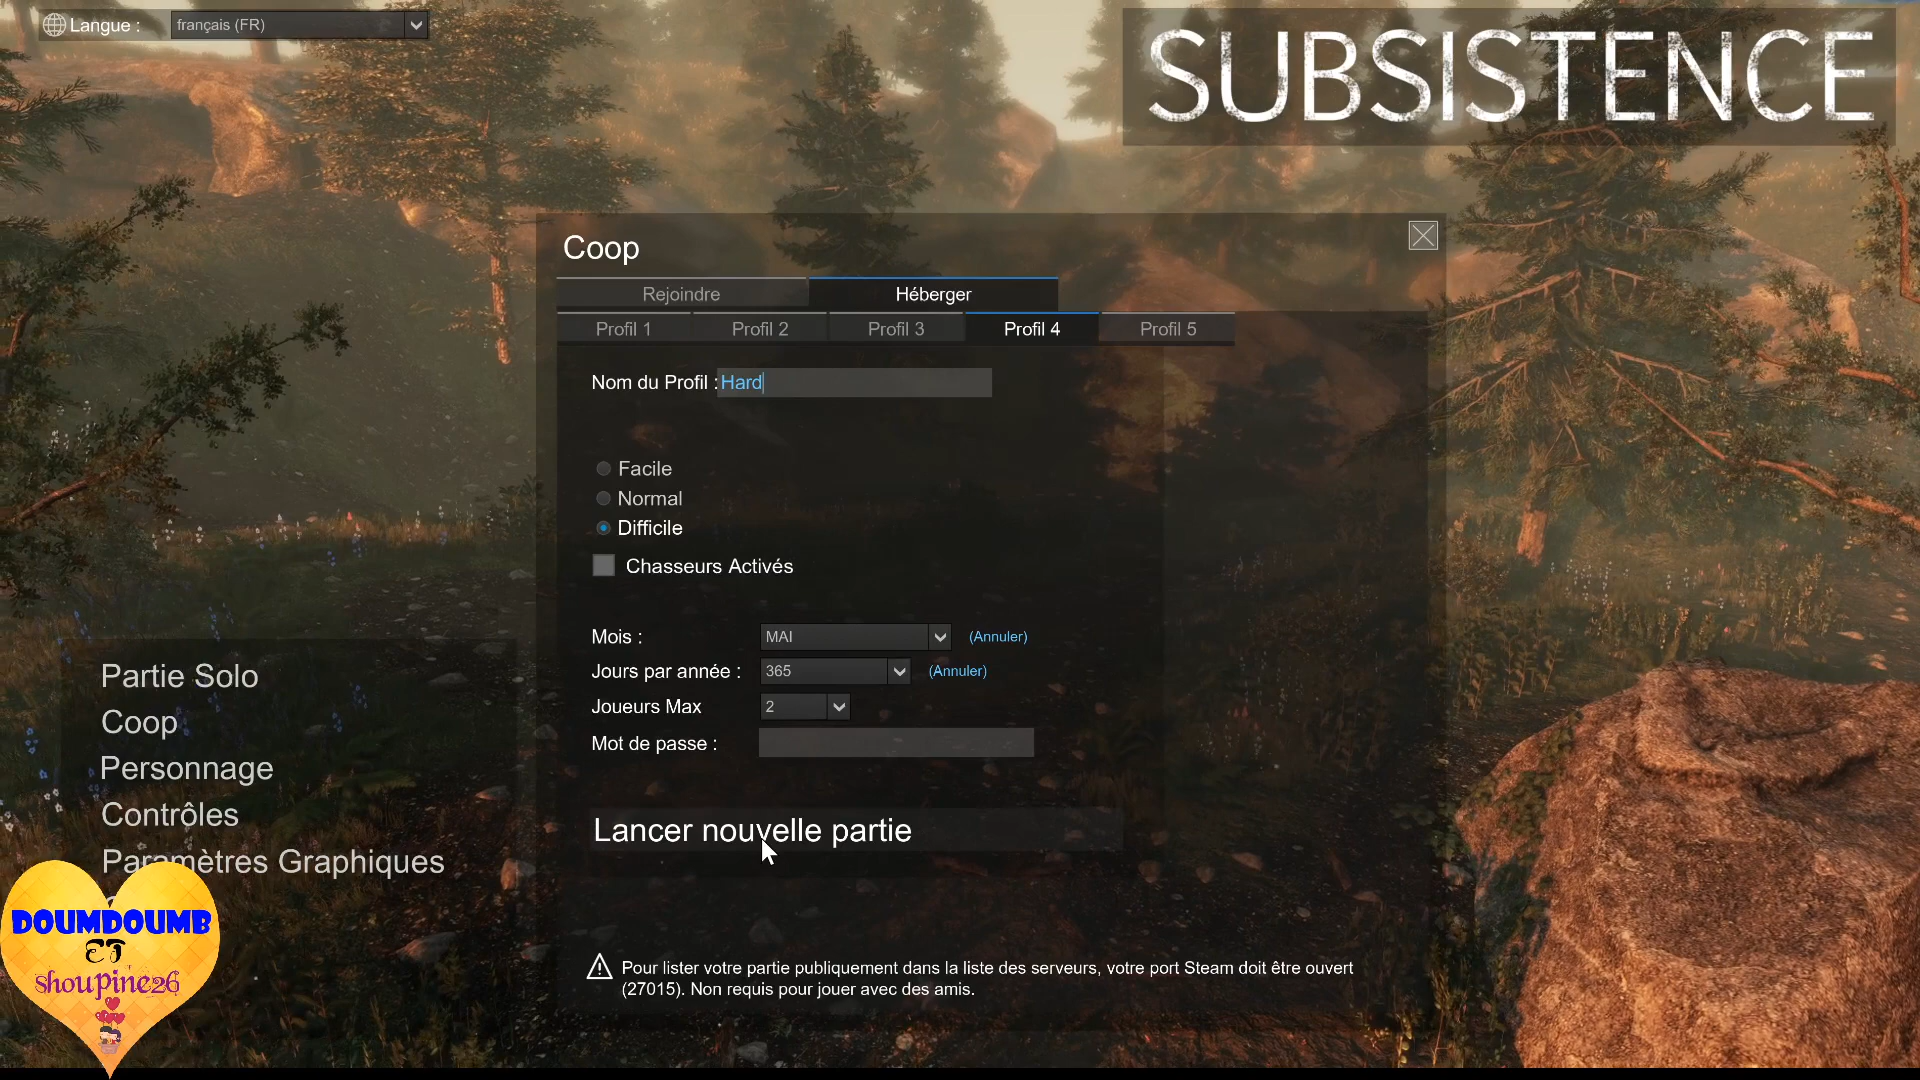 Langue :
français (FR)
SUBSISTENCE
Coop
Rejoindre
Héberger
Profil 1
Profil 2
Profil 3
Profil 4
Profil 5
Nom du Profil :
Hard
Facile
Normal
Difficile
Chasseurs Activés
Mois :
MAI
(Annuler)
Jours par année :
365
(Annuler)
Joueurs Max
2
Mot de passe :
Lancer nouvelle partie
Pour lister votre partie publiquement dans la liste des serveurs, votre port Steam doit être ouvert
(27015). Non requis pour jouer avec des amis.
Partie Solo
Coop
Personnage
Contrôles
Paramètres Graphiques
DOUMDOUMB
ET
shoupine26